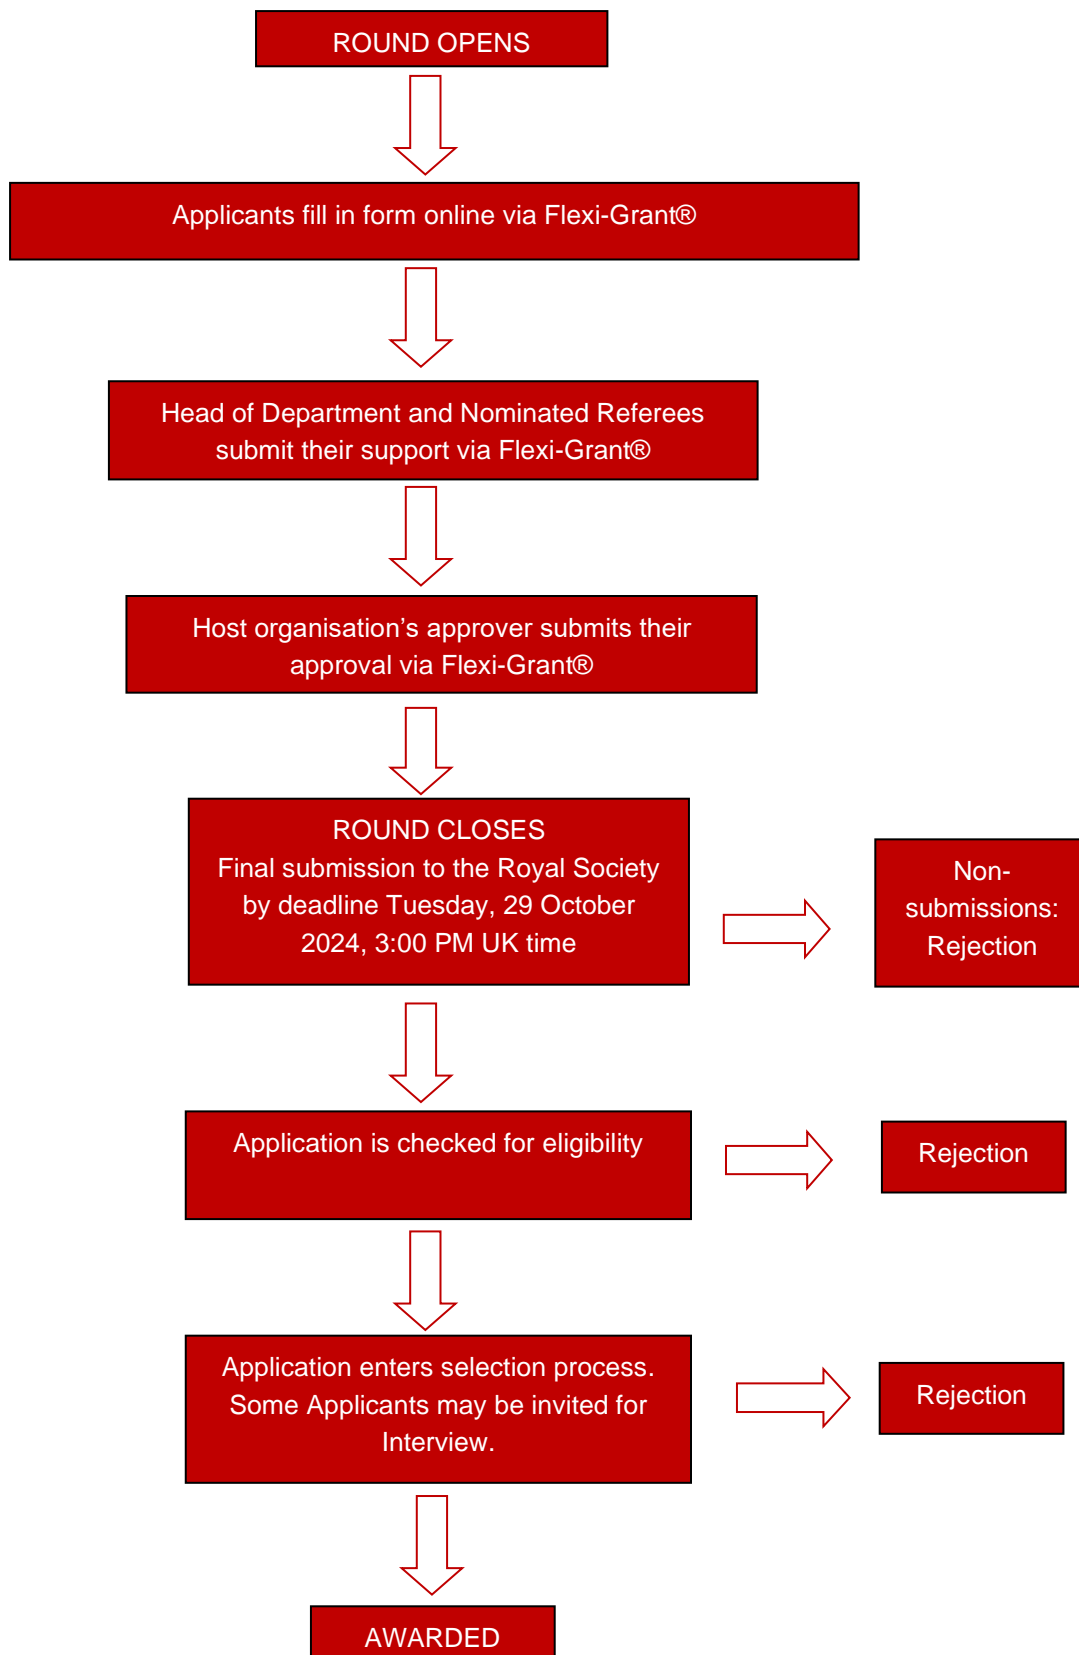 ROUND OPENS
Applicants fill in form online via Flexi-Grant®
Head of Department and Nominated Referees
submit their support via Flexi-Grant®
Host organisation’s approver submits their
approval via Flexi-Grant®
ROUND CLOSES
Final submission to the Royal Society
by deadline Tuesday, 29 October
2024, 3:00 PM UK time
Non-
submissions:
Rejection
Application is checked for eligibility
Rejection
Application enters selection process.
Some Applicants may be invited for
Interview.
Rejection
AWARDED